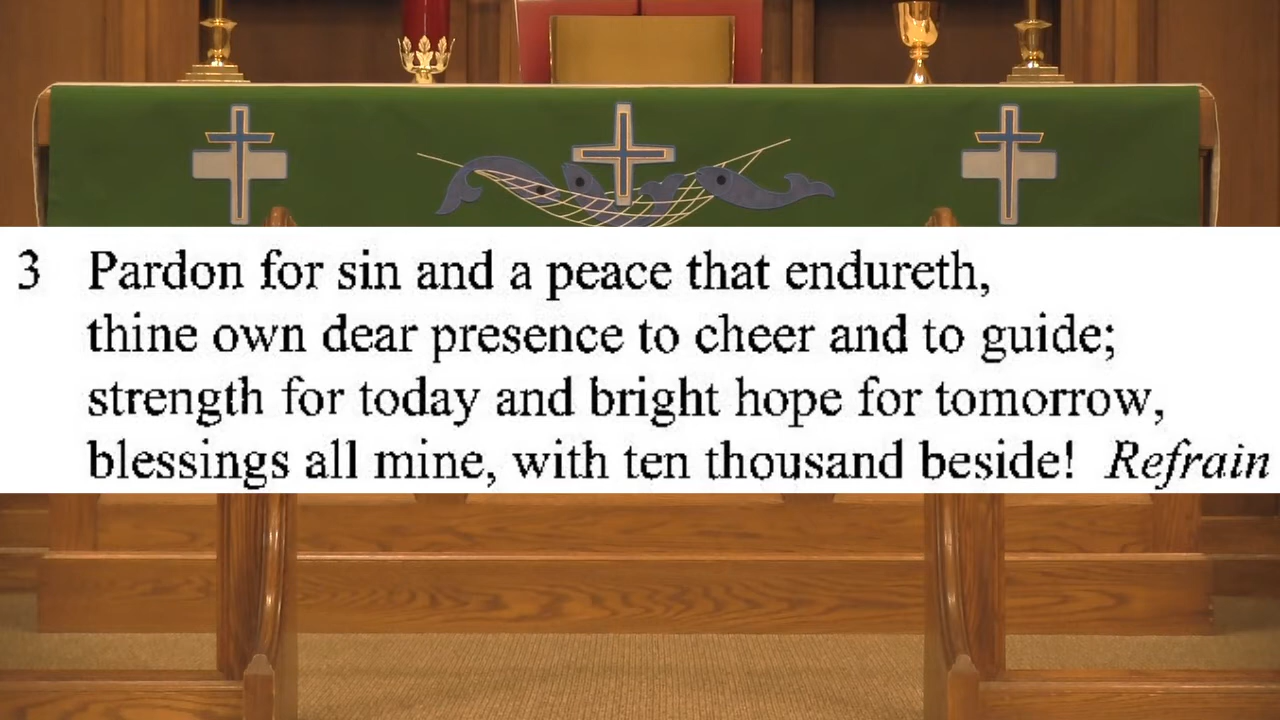 3 Pardon for sin and a peace that endureth,
thine own dear presence to cheer and to guide;
strength for today and bright hope for tomorrow,
blessings all mine, with ten thousand beside! Refrain